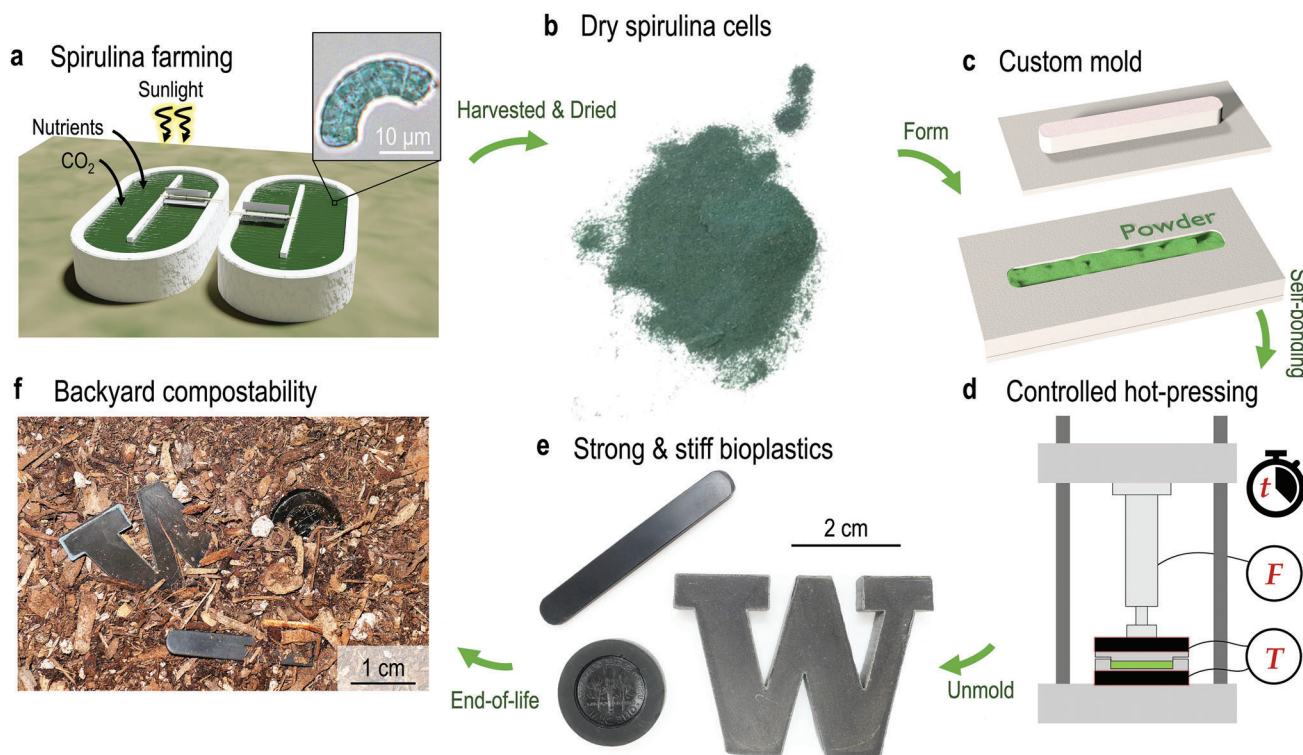 a Spirulina farming
Sunlight
Nutrients
CO₂
10 µm
Harvested & Dried
b Dry spirulina cells
Form
c Custom mold
Powder
Self-bonding
d Controlled hot-pressing
t
F
T
Unmold
e Strong & stiff bioplastics
2 cm
End-of-life
f Backyard compostability
1 cm